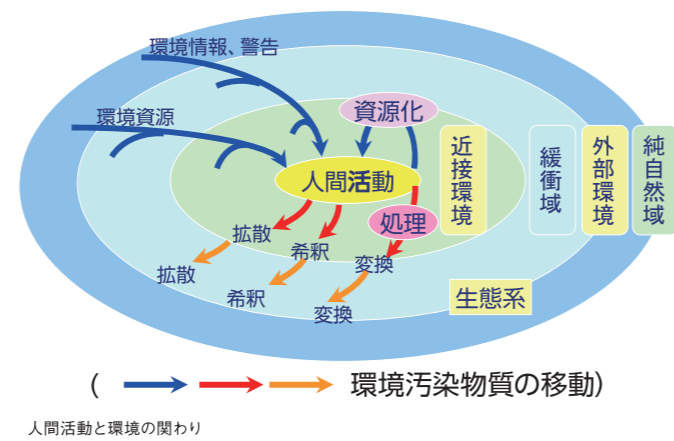 環境情報、警告
環境資源
資源化
人間活動
処理
近接環境
緩衝域
外部環境
純自然域
拡散
希釈
変換
拡散
希釈
変換
生態系
( 環境汚染物質の移動)
人間活動と環境の関わり